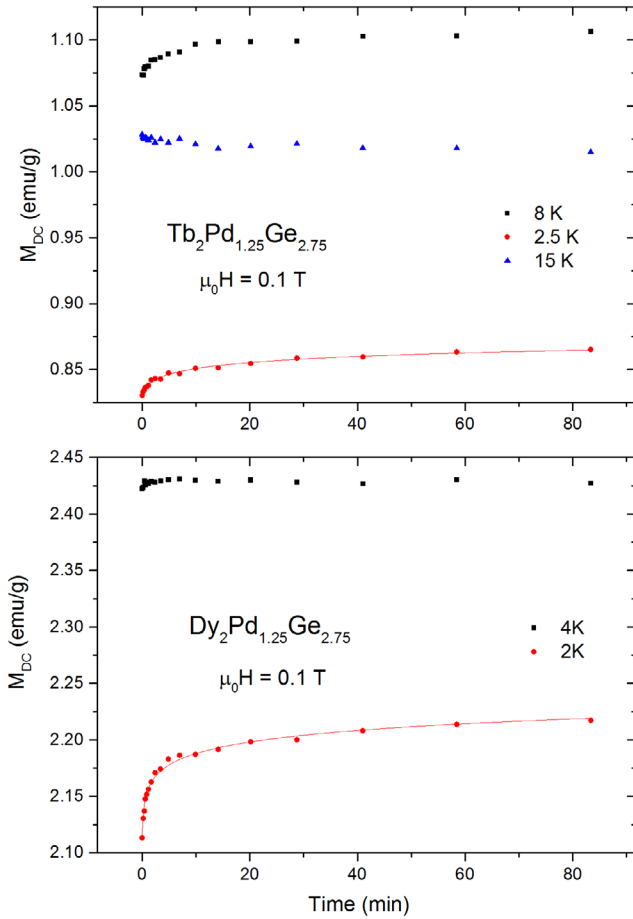 1.10
1.05
1.00
0.95
0.90
0.85
0.80
M_DC (emu/g)
8 K
2.5 K
15 K
Tb₂Pd₁.₂₅Ge₂.₇₅
μ₀H = 0.1 T
0 20 40 60 80
2.45
2.40
2.35
2.30
2.25
2.20
2.15
2.10
M_DC (emu/g)
4K
2K
Dy₂Pd₁.₂₅Ge₂.₇₅
μ₀H = 0.1 T
0 20 40 60 80
Time (min)